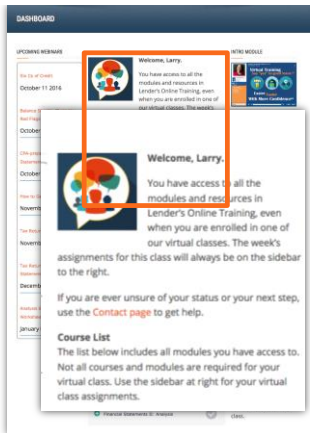 DASHBOARD
UPCOMING WEBINARS
INTRO MODULE
Six Cs of Credit
October 11 2016
Welcome, Larry.
You have access to all the
modules and resources in
Lender's Online Training, even
when you are enrolled in one of
our virtual classes. The week's
Virtual Training
October
October
Novemb
Novemb
Decemb
January
Welcome, Larry.
You have access to all the
modules and resources in
Lender's Online Training, even
when you are enrolled in one of
our virtual classes. The week's
assignments for this class will always be on the sidebar
to the right.
If you are ever unsure of your status or your next step,
use the Contact page to get help.
Course List
The list below includes all modules you have access to.
Not all courses and modules are required for your
virtual class. Use the sidebar at right for your virtual
class assignments.
class.